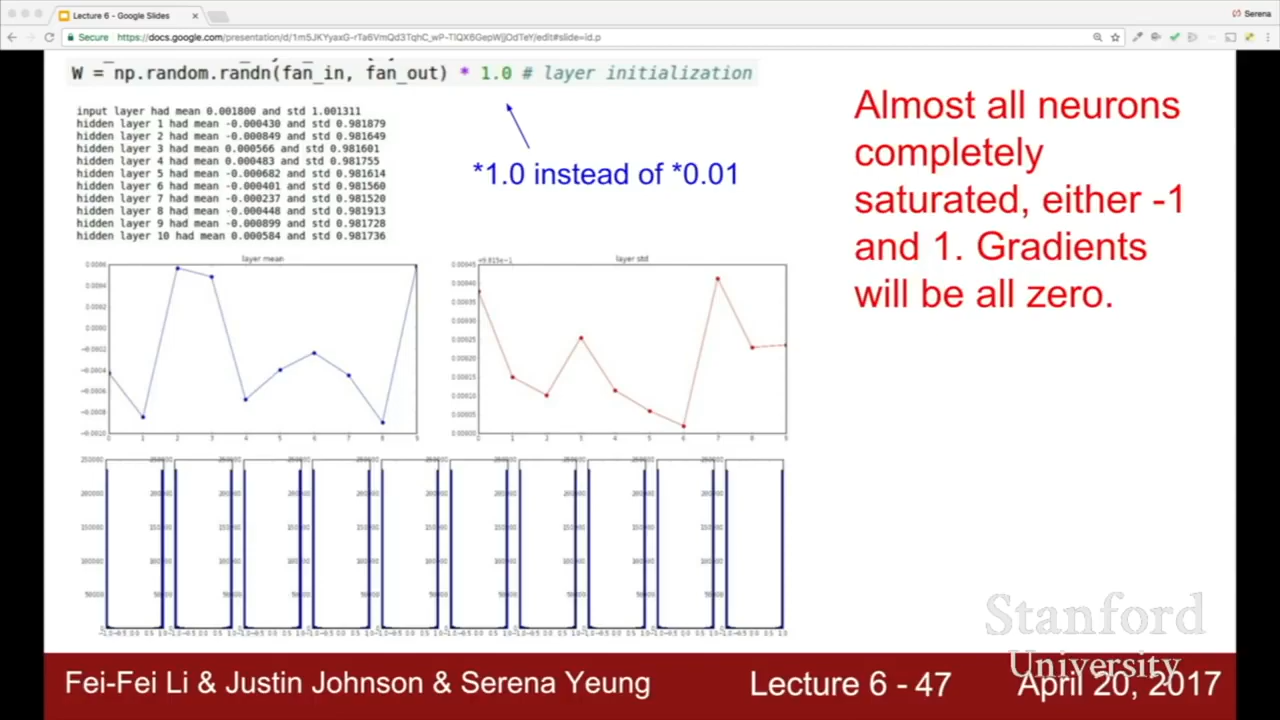 Lecture 6 - Google Slides
Serena
Secure
W = np.random.randn(fan_in, fan_out) * 1.0 # layer initialization
input layer had mean 0.001800 and std 1.001311
hidden layer 1 had mean -0.000430 and std 0.981879
hidden layer 2 had mean -0.000849 and std 0.981649
hidden layer 3 had mean 0.000566 and std 0.981601
hidden layer 4 had mean 0.000483 and std 0.981755
hidden layer 5 had mean -0.000682 and std 0.981614
hidden layer 6 had mean -0.000401 and std 0.981560
hidden layer 7 had mean -0.000237 and std 0.981520
hidden layer 8 had mean -0.000448 and std 0.981913
hidden layer 9 had mean -0.000899 and std 0.981728
hidden layer 10 had mean 0.000584 and std 0.981736
*1.0 instead of *0.01
Almost all neurons
completely
saturated, either -1
and 1. Gradients
will be all zero.
layer mean
layer std
Stanford
University
Fei-Fei Li & Justin Johnson & Serena Yeung
Lecture 6 - 47
April 20, 2017